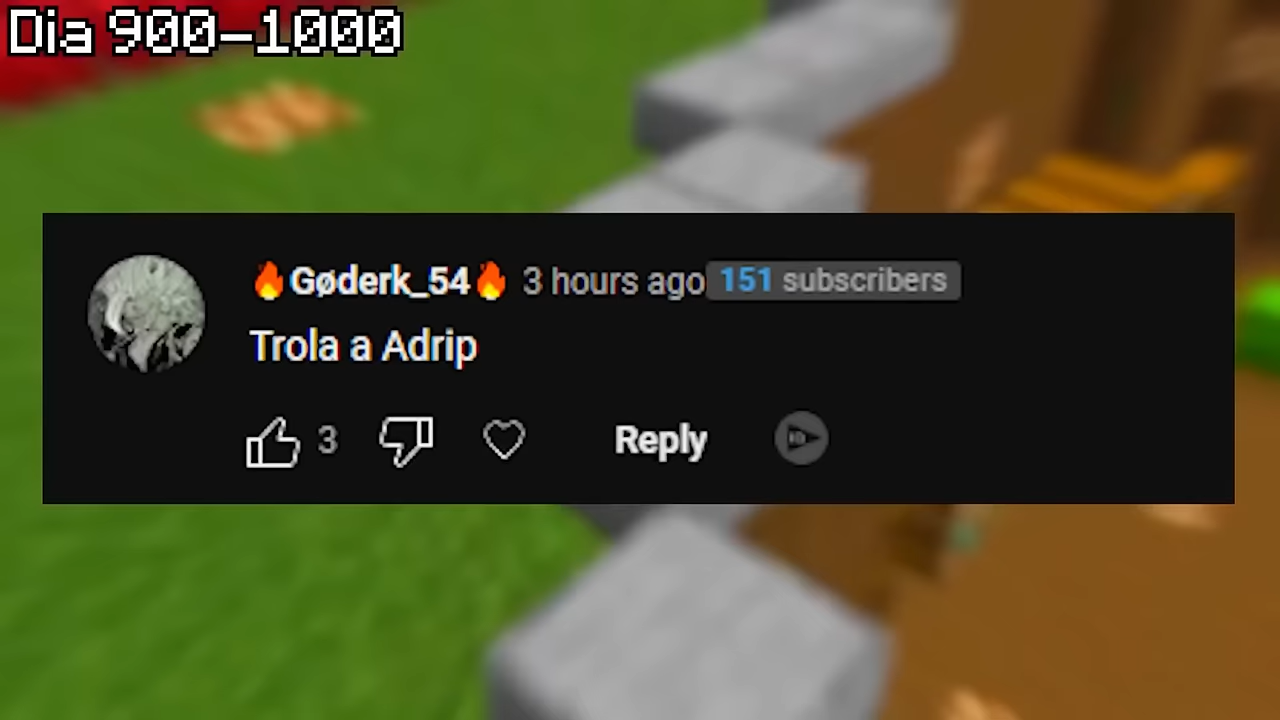 Dia 900-1000
🔥Gøderk_54🔥 3 hours ago 151 subscribers
Trola a Adrip
3 Reply